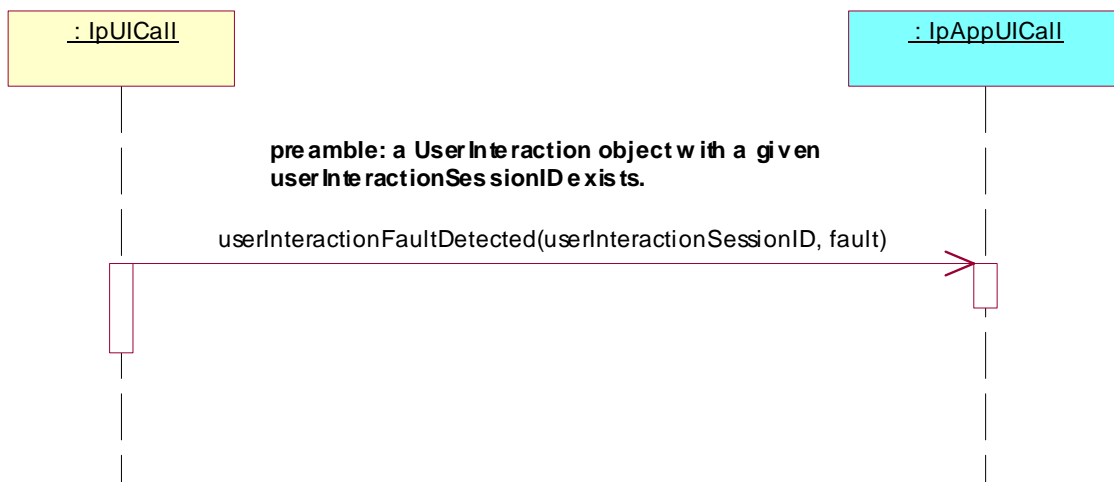 : IpUICall
: IpAppUICall
preamble: a UserInteraction object with a given
userInteractionSessionID exists.
userInteractionFaultDetected(userInteractionSessionID, fault)